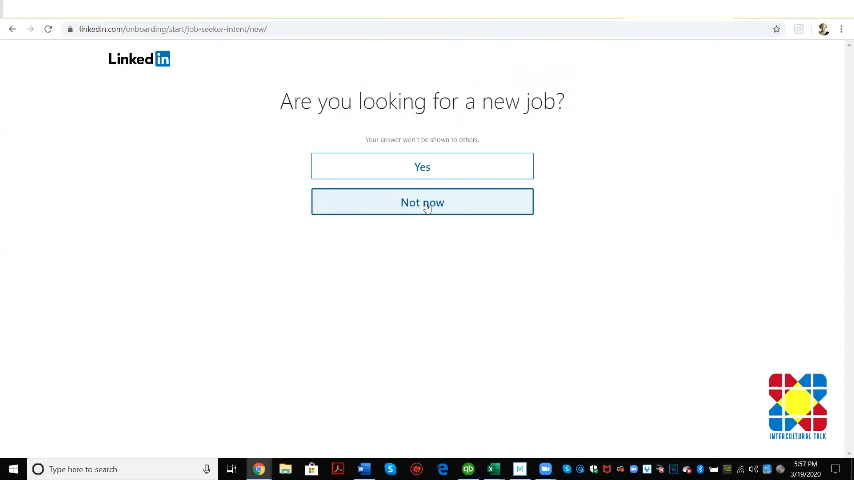 linkedin.com/onboarding/start/job-seeker-intent/new/
Linked in
Are you looking for a new job?
Your answer won't be shown to others.
Yes
Not now
INTERCULTURAL TALK
Type here to search
5:57 PM
3/19/2020